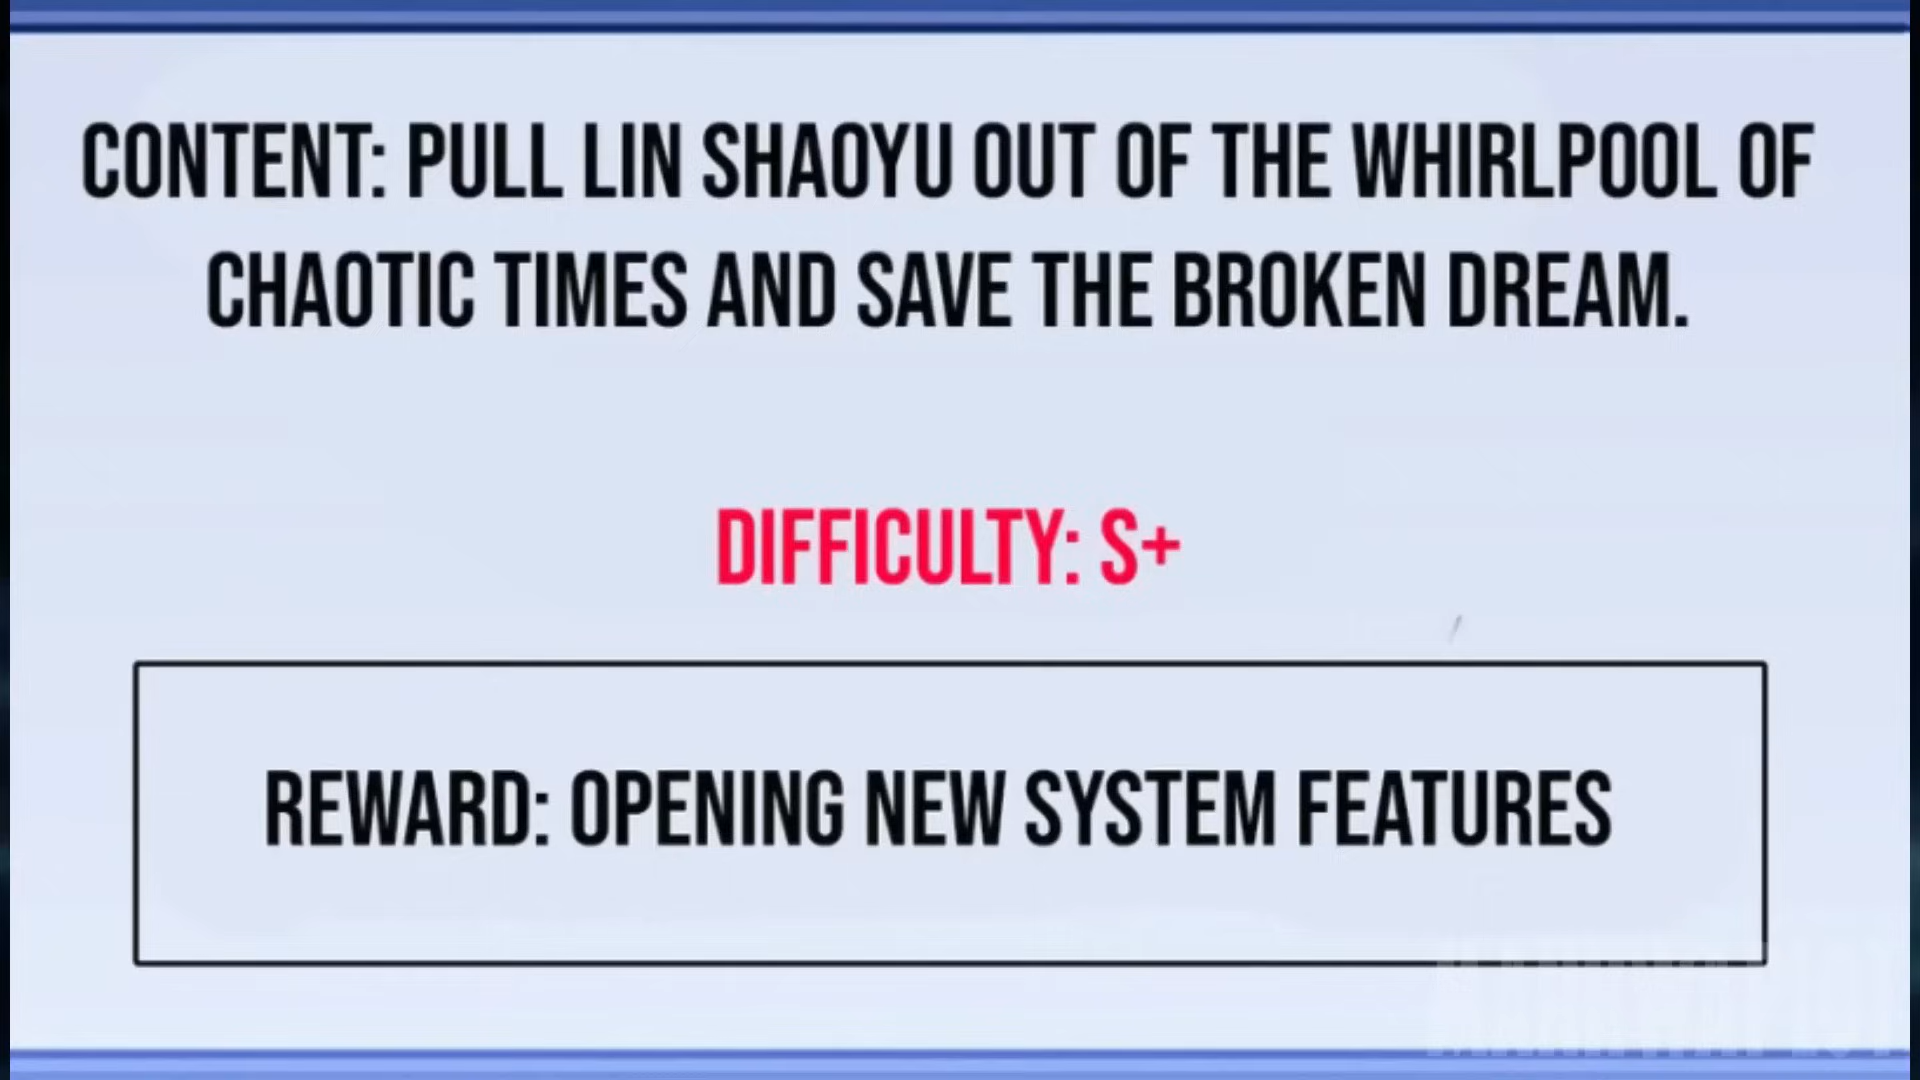 CONTENT: PULL LIN SHAOYU OUT OF THE WHIRLPOOL OF
CHAOTIC TIMES AND SAVE THE BROKEN DREAM.
DIFFICULTY: S+
REWARD: OPENING NEW SYSTEM FEATURES